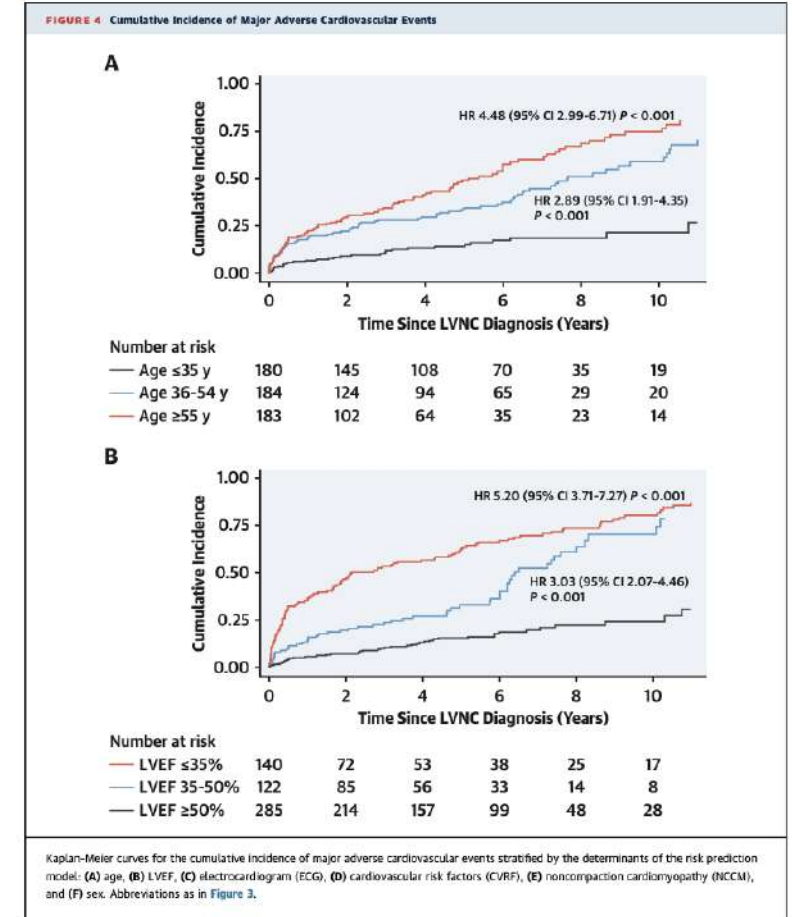 FIGURE 4 Cumulative Incidence of Major Adverse Cardiovascular Events
A
1.00
0.75
0.50
0.25
0.00
Cumulative Incidence
HR 4.48 (95% CI 2.99-6.71) P < 0.001
HR 2.89 (95% CI 1.91-4.35)
P < 0.001
0 2 4 6 8 10
Time Since LVNC Diagnosis (Years)
Number at risk
Age ≤35 y 180 145 108 70 35 19
Age 36-54 y 184 124 94 65 29 20
Age ≥55 y 183 102 64 35 23 14
B
1.00
0.75
0.50
0.25
0.00
Cumulative Incidence
HR 5.20 (95% CI 3.71-7.27) P < 0.001
HR 3.03 (95% CI 2.07-4.46)
P < 0.001
0 2 4 6 8 10
Time Since LVNC Diagnosis (Years)
Number at risk
LVEF ≤35% 140 72 53 38 25 17
LVEF 35-50% 122 85 56 33 14 8
LVEF ≥50% 285 214 157 99 48 28
Kaplan-Meier curves for the cumulative incidence of major adverse cardiovascular events stratified by the determinants of the risk prediction
model: (A) age, (B) LVEF, (C) electrocardiogram (ECG), (D) cardiovascular risk factors (CVRF), (E) noncompaction cardiomyopathy (NCCM),
and (F) sex. Abbreviations as in Figure 3.